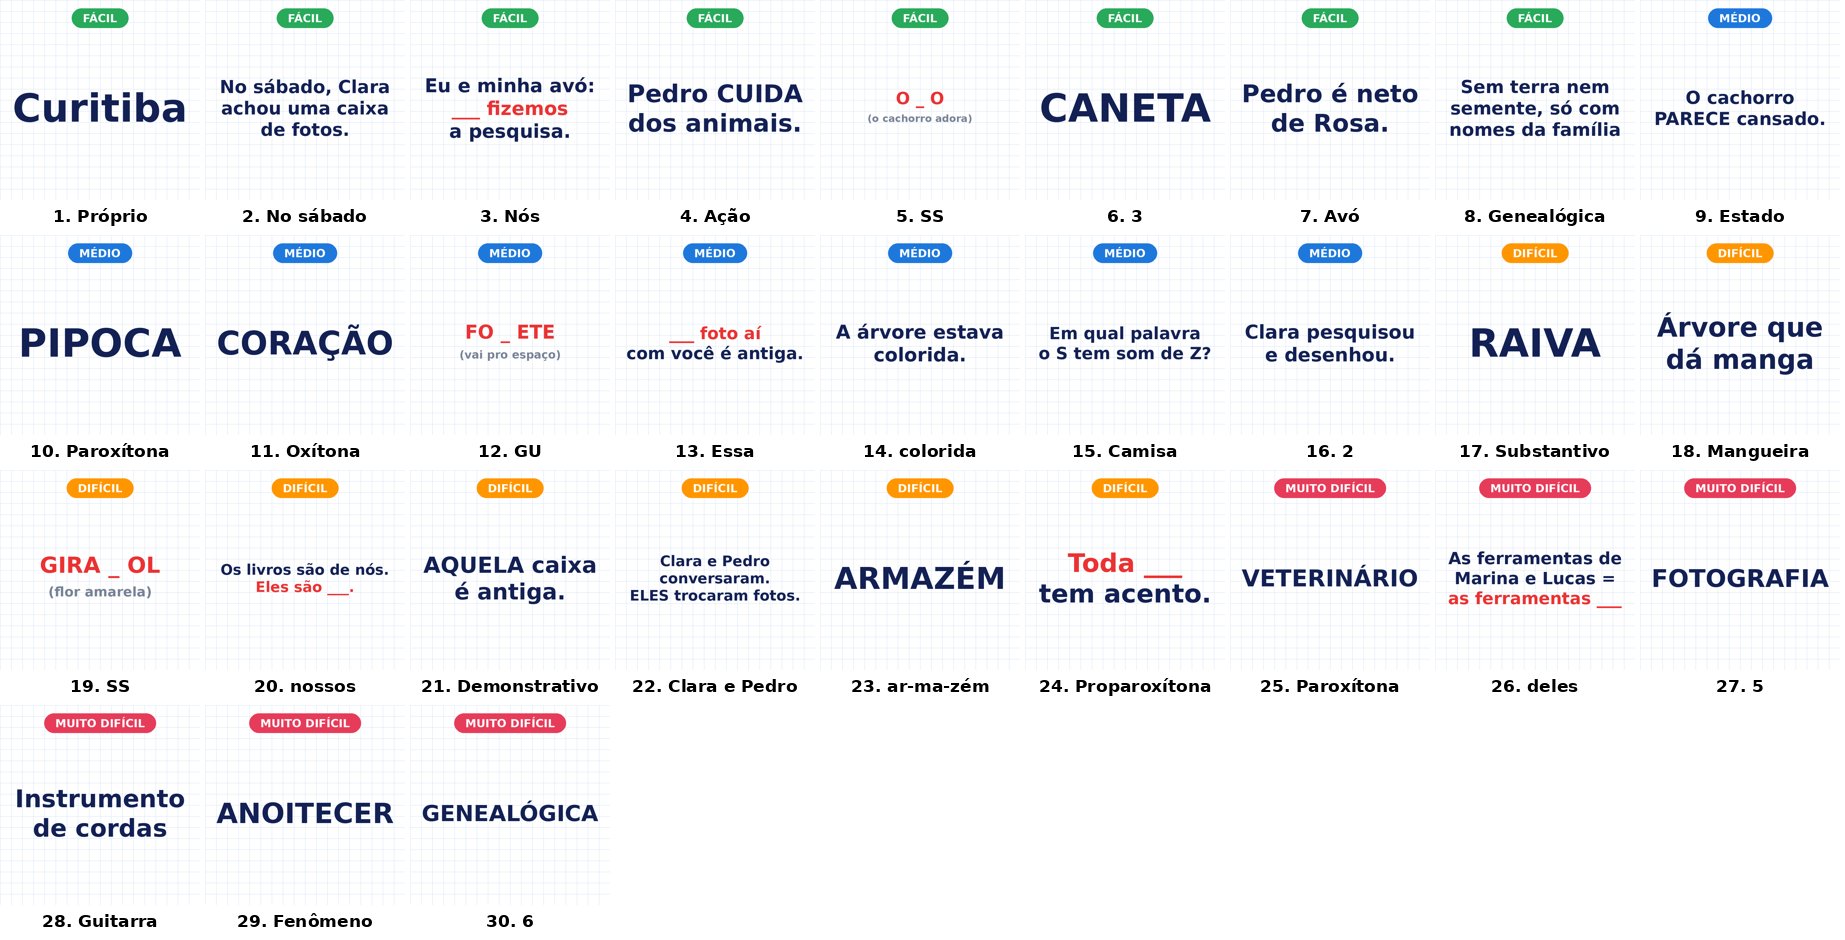 FÁCIL
Curitiba
1. Próprio
FÁCIL
No sábado, Clara
achou uma caixa
de fotos.
2. No sábado
FÁCIL
Eu e minha avó:
___ fizemos
a pesquisa.
3. Nós
FÁCIL
Pedro CUIDA
dos animais.
4. Ação
FÁCIL
O _ O
(o cachorro adora)
5. SS
FÁCIL
CANETA
6. 3
FÁCIL
Pedro é neto
de Rosa.
7. Avó
FÁCIL
Sem terra nem
semente, só com
nomes da família
8. Genealógica
MÉDIO
O cachorro
PARECE cansado.
9. Estado
MÉDIO
PIPOCA
10. Paroxítona
MÉDIO
CORAÇÃO
11. Oxítona
MÉDIO
FO _ ETE
(vai pro espaço)
12. GU
MÉDIO
___ foto aí
com você é antiga.
13. Essa
MÉDIO
A árvore estava
colorida.
14. colorida
MÉDIO
Em qual palavra
o S tem som de Z?
15. Camisa
MÉDIO
Clara pesquisou
e desenhou.
16. 2
DIFÍCIL
RAIVA
17. Substantivo
DIFÍCIL
Árvore que
dá manga
18. Mangueira
DIFÍCIL
GIRA _ OL
(flor amarela)
19. SS
DIFÍCIL
Os livros são de nós.
Eles são ___.
20. nossos
DIFÍCIL
AQUELA caixa
é antiga.
21. Demonstrativo
DIFÍCIL
Clara e Pedro
conversaram.
ELES trocaram fotos.
22. Clara e Pedro
DIFÍCIL
ARMAZÉM
23. ar-ma-zém
DIFÍCIL
Toda ___
tem acento.
24. Proparoxítona
MUITO DIFÍCIL
VETERINÁRIO
25. Paroxítona
MUITO DIFÍCIL
As ferramentas de
Marina e Lucas =
as ferramentas ___
26. deles
MUITO DIFÍCIL
FOTOGRAFIA
27. 5
MUITO DIFÍCIL
Instrumento
de cordas
28. Guitarra
MUITO DIFÍCIL
ANOITECER
29. Fenômeno
MUITO DIFÍCIL
GENEALÓGICA
30. 6